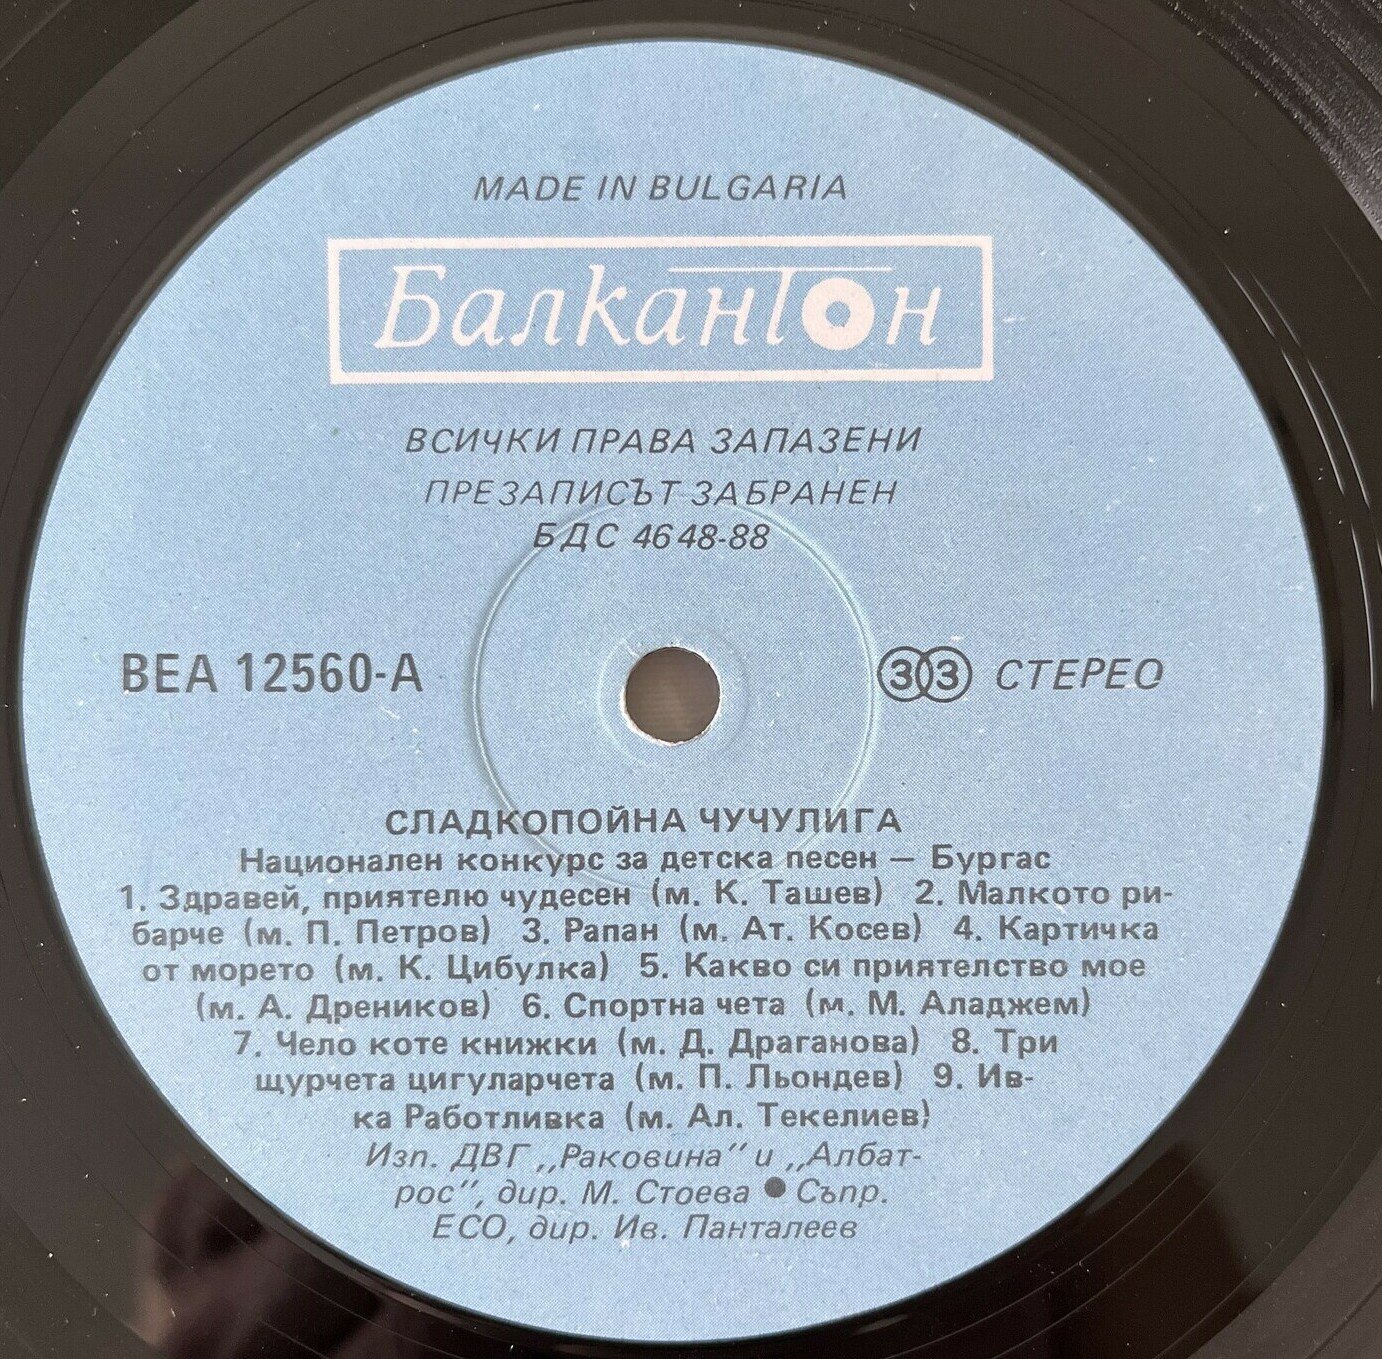 MADE IN BULGARIA
Балкантон
ВСИЧКИ ПРАВА ЗАПАЗЕНИ
ПРЕЗАПИСЪТ ЗАБРАНЕН
БДС 4648-88
ВЕА 12560-А
33 СТЕРЕО
СЛАДКОПОЙНА ЧУЧУЛИГА
Национален конкурс за детска песен — Бургас
1. Здравей, приятелю чудесен (м. К. Ташев) 2. Малкото ри-
барче (м. П. Петров) 3. Рапан (м. Ат. Косев) 4. Картичка
от морето (м. К. Цибулка) 5. Какво си приятелство мое
(м. А. Дреников) 6. Спортна чета (м. М. Аладжем)
7. Чело коте книжки (м. Д. Драганова) 8. Три
щурчета цигуларчета (м. П. Льондев) 9. Ив-
ка Работливка (м. Ал. Текелиев)
Изп. ДВГ „Раковина” и „Албат-
рос”, дир. М. Стоева ● Съпр.
ЕСО, дир. Ив. Панталеев